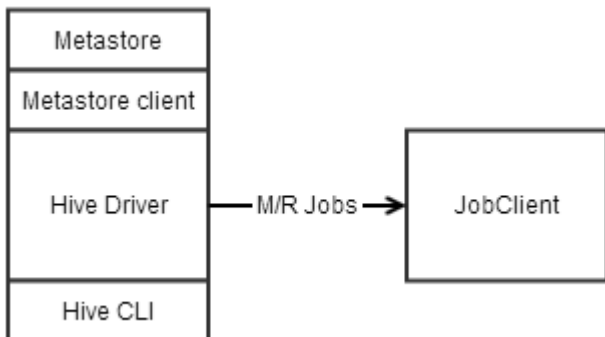 Metastore
Metastore client
Hive Driver
M/R Jobs
JobClient
Hive CLI